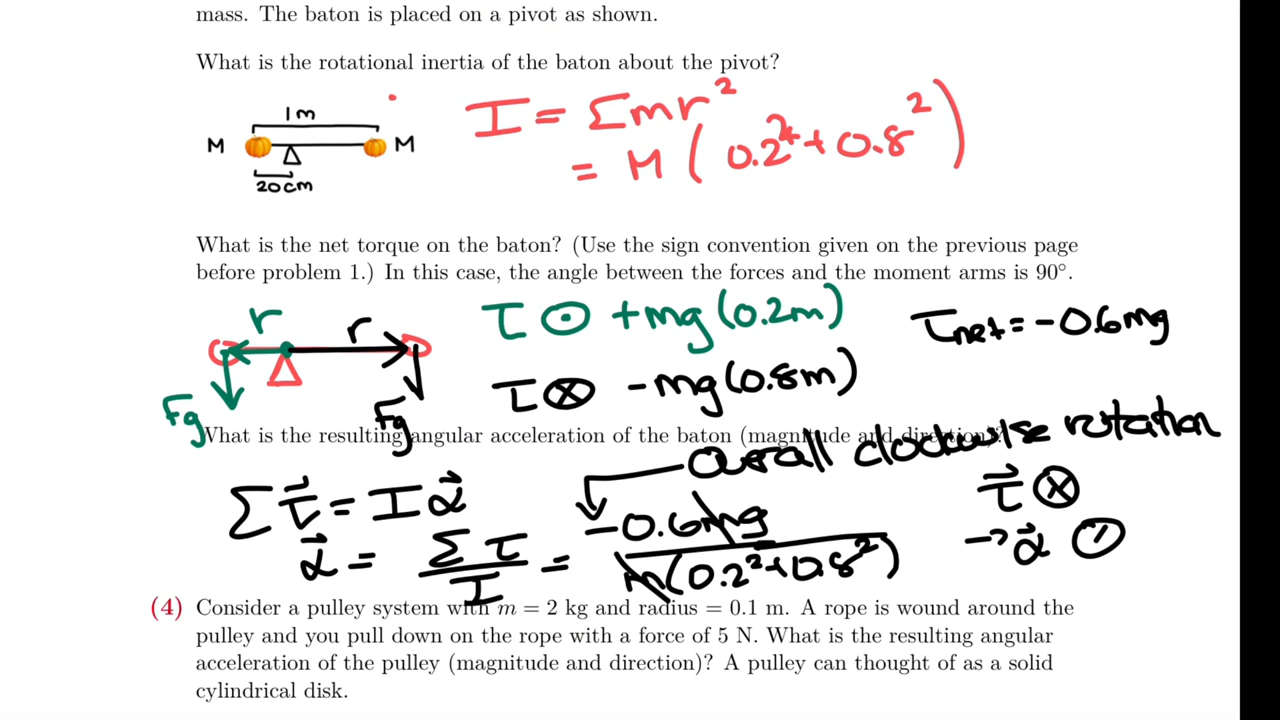 mass. The baton is placed on a pivot as shown.
What is the rotational inertia of the baton about the pivot?
1m
M M
20cm
I = Σmr²
= M (0.2² + 0.8²)
What is the net torque on the baton? (Use the sign convention given on the previous page
before problem 1.) In this case, the angle between the forces and the moment arms is 90°.
r r
Fg Fg
τ ⊙ +mg(0.2m)
τ ⊗ -mg(0.8m)
τnet = -0.6mg
What is the resulting angular acceleration of the baton (magnitude and direction)?
overall clockwise rotation
Στ⃗ = Iα⃗
α⃗ = Στ / I = -0.6mg / m(0.2²+0.8²)
τ⃗ ⊗
→ α⃗
(4) Consider a pulley system with m = 2 kg and radius = 0.1 m. A rope is wound around the
pulley and you pull down on the rope with a force of 5 N. What is the resulting angular
acceleration of the pulley (magnitude and direction)? A pulley can thought of as a solid
cylindrical disk.